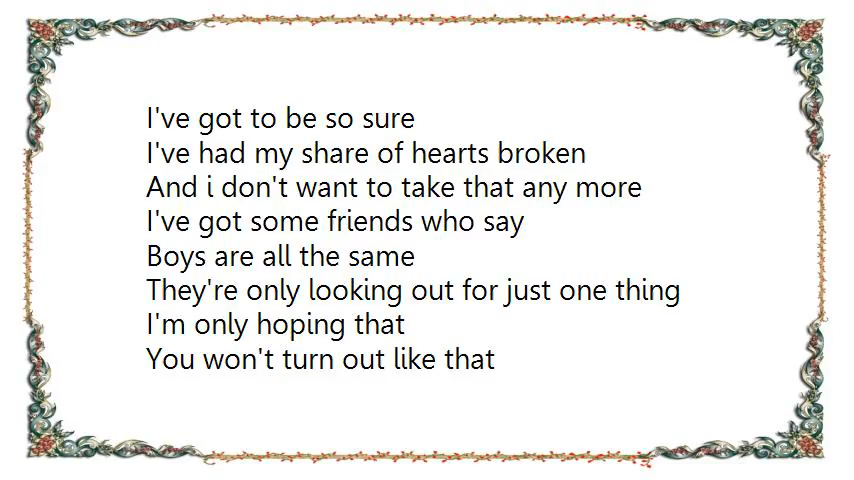 I've got to be so sure
I've had my share of hearts broken
And i don't want to take that any more
I've got some friends who say
Boys are all the same
They're only looking out for just one thing
I'm only hoping that
You won't turn out like that